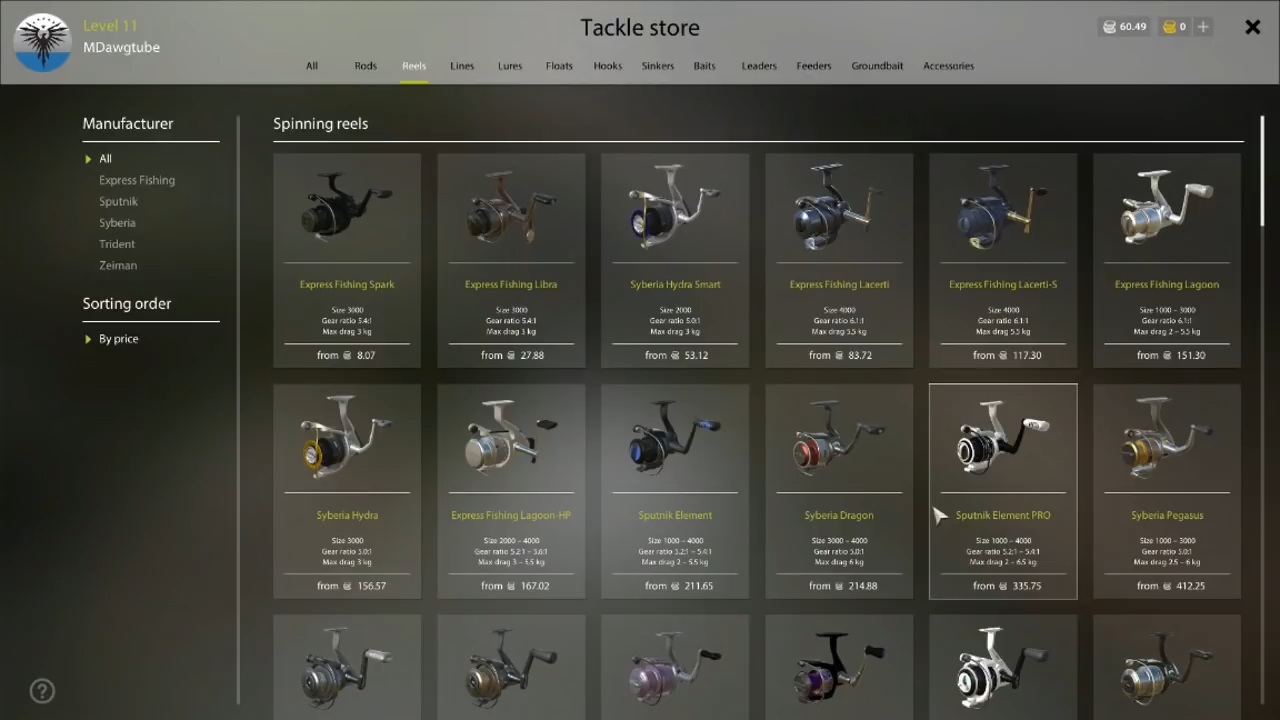 Level 11
MDawgtube
Tackle store
60.49
0
All Rods Reels Lines Lures Floats Hooks Sinkers Baits Leaders Feeders Groundbait Accessories
Manufacturer
All
Express Fishing
Sputnik
Syberia
Trident
Zeiman
Sorting order
By price
Spinning reels
Express Fishing Spark
Size 3000
Gear ratio 5.4:1
Max drag 3 kg
from 8.07
Express Fishing Libra
Size 3000
Gear ratio 5.4:1
Max drag 3 kg
from 27.88
Syberia Hydra Smart
Size 2000
Gear ratio 5.0:1
Max drag 3 kg
from 53.12
Express Fishing Lacerti
Size 4000
Gear ratio 6.1:1
Max drag 5.5 kg
from 83.72
Express Fishing Lacerti-S
Size 4000
Gear ratio 6.1:1
Max drag 5.5 kg
from 117.30
Express Fishing Lagoon
Size 1000 – 3000
Gear ratio 6.1:1
Max drag 2 – 5.5 kg
from 151.30
Syberia Hydra
Size 3000
Gear ratio 5.0:1
Max drag 3 kg
from 156.57
Express Fishing Lagoon-HP
Size 2000 – 4000
Gear ratio 5.2:1 – 5.6:1
Max drag 3 – 5.5 kg
from 167.02
Sputnik Element
Size 1000 – 4000
Gear ratio 5.2:1 – 5.4:1
Max drag 2 – 5.5 kg
from 211.65
Syberia Dragon
Size 3000 – 4000
Gear ratio 5.0:1
Max drag 6 kg
from 214.88
Sputnik Element PRO
Size 1000 – 4000
Gear ratio 5.2:1 – 5.4:1
Max drag 2 – 6.5 kg
from 335.75
Syberia Pegasus
Size 1000 – 3000
Gear ratio 5.0:1
Max drag 2.5 – 6 kg
from 412.25
?